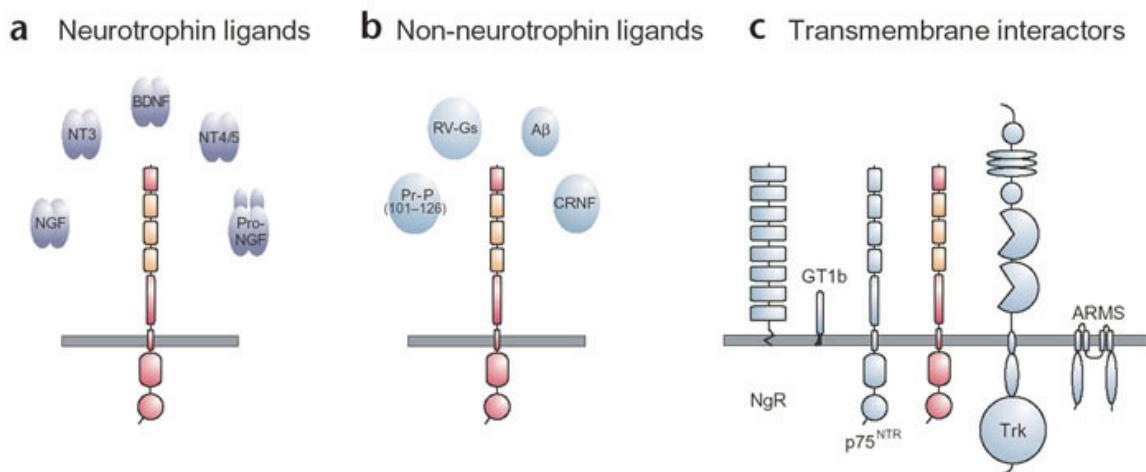 a Neurotrophin ligands
BDNF
NT3
NT4/5
NGF
Pro-
NGF
b Non-neurotrophin ligands
RV-Gs
Aβ
Pr-P
(101–126)
CRNF
c Transmembrane interactors
GT1b
ARMS
NgR
p75NTR
Trk